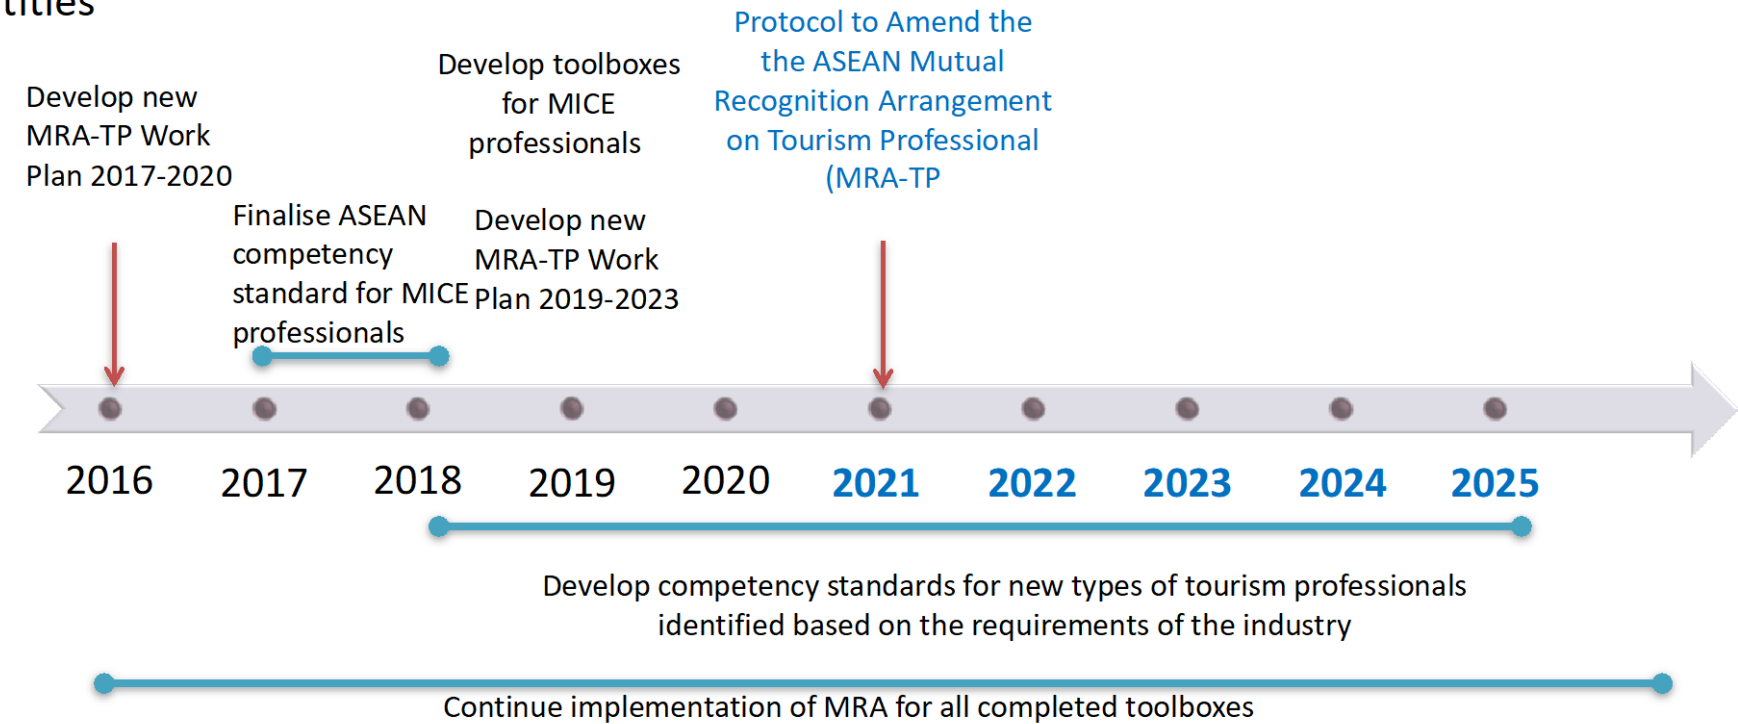 Develop new
MRA-TP Work
Plan 2017-2020
Finalise ASEAN
competency
standard for MICE
professionals
Develop toolboxes
for MICE
professionals
Develop new
MRA-TP Work
Plan 2019-2023
Protocol to Amend the
the ASEAN Mutual
Recognition Arrangement
on Tourism Professional
(MRA-TP
2016 2017 2018 2019 2020 2021 2022 2023 2024 2025
Develop competency standards for new types of tourism professionals
identified based on the requirements of the industry
Continue implementation of MRA for all completed toolboxes